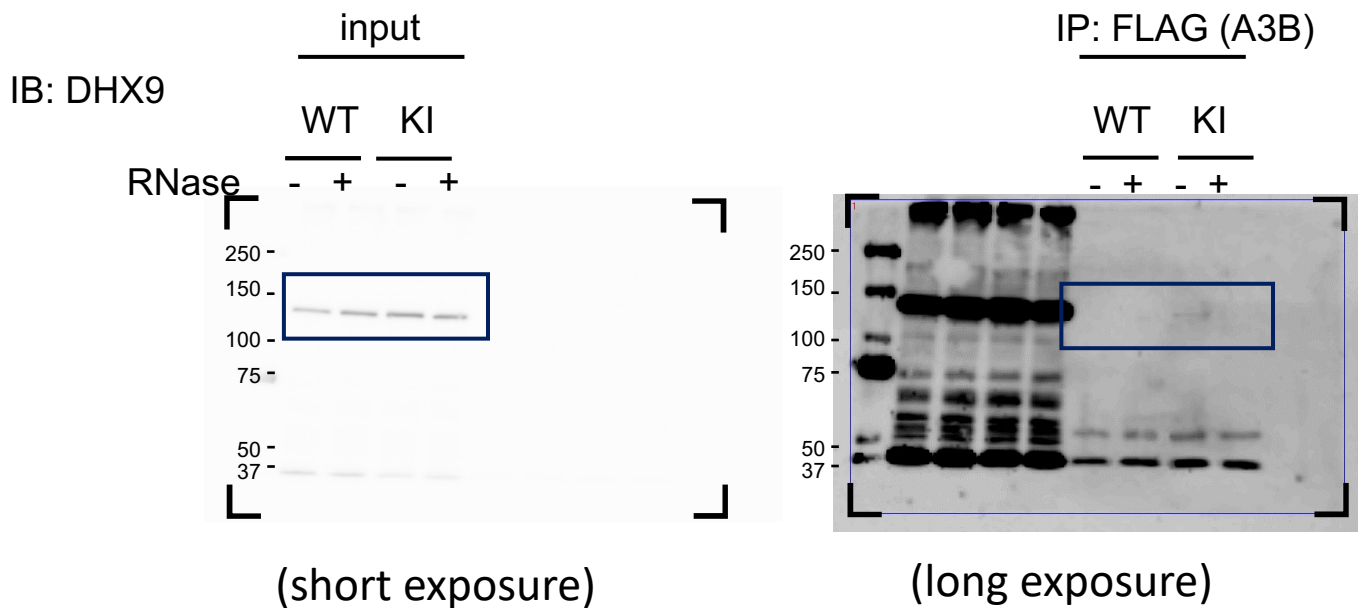 input
IP: FLAG (A3B)
IB: DHX9
WT KI
WT KI
RNase - + - +
- + - +
1
250
150
100
75
50
37
250
150
100
75
50
37
(short exposure)
(long exposure)